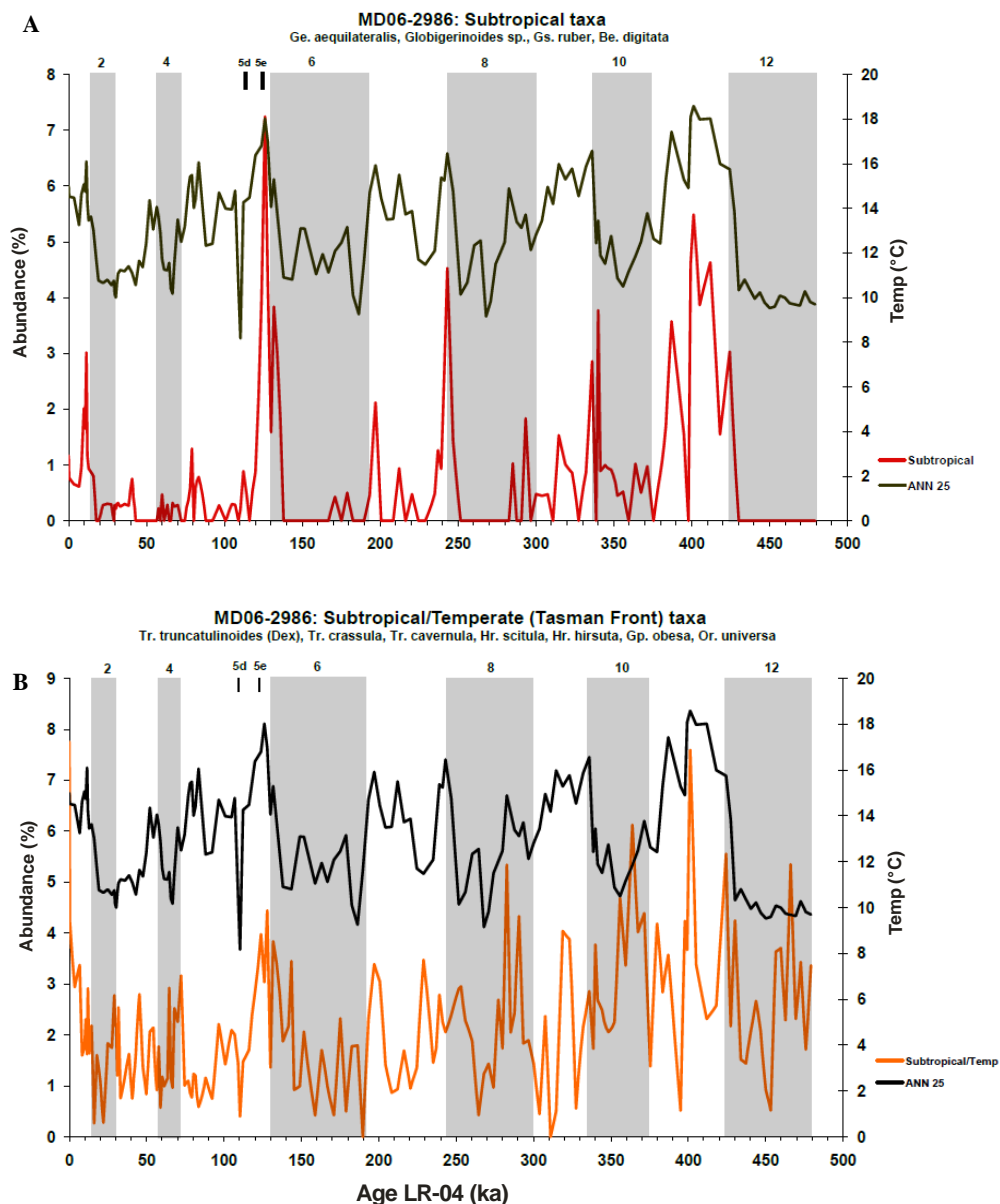 A
MD06-2986: Subtropical taxa
Ge. aequilateralis, Globigerinoides sp., Gs. ruber, Be. digitata
2 4 5d 5e 6 8 10 12
8 7 6 5 4 3 2 1 0
Abundance (%)
20 18 16 14 12 10 8 6 4 2 0
Temp (°C)
Subtropical
ANN 25
0 50 100 150 200 250 300 350 400 450 500
MD06-2986: Subtropical/Temperate (Tasman Front) taxa
Tr. truncatulinoides (Dex), Tr. crassula, Tr. cavernula, Hr. scitula, Hr. hirsuta, Gp. obesa, Or. universa
B
2 4 5d 5e 6 8 10 12
9 8 7 6 5 4 3 2 1 0
Abundance (%)
20 18 16 14 12 10 8 6 4 2 0
Temp (°C)
Subtropical/Temp
ANN 25
0 50 100 150 200 250 300 350 400 450 500
Age LR-04 (ka)